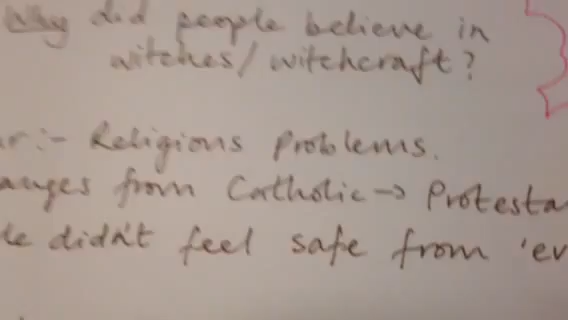 Why did people believe in
witches/witchcraft?
r:- Religious Problems.
anges from Catholic → Protesta
le didn't feel safe from 'ev